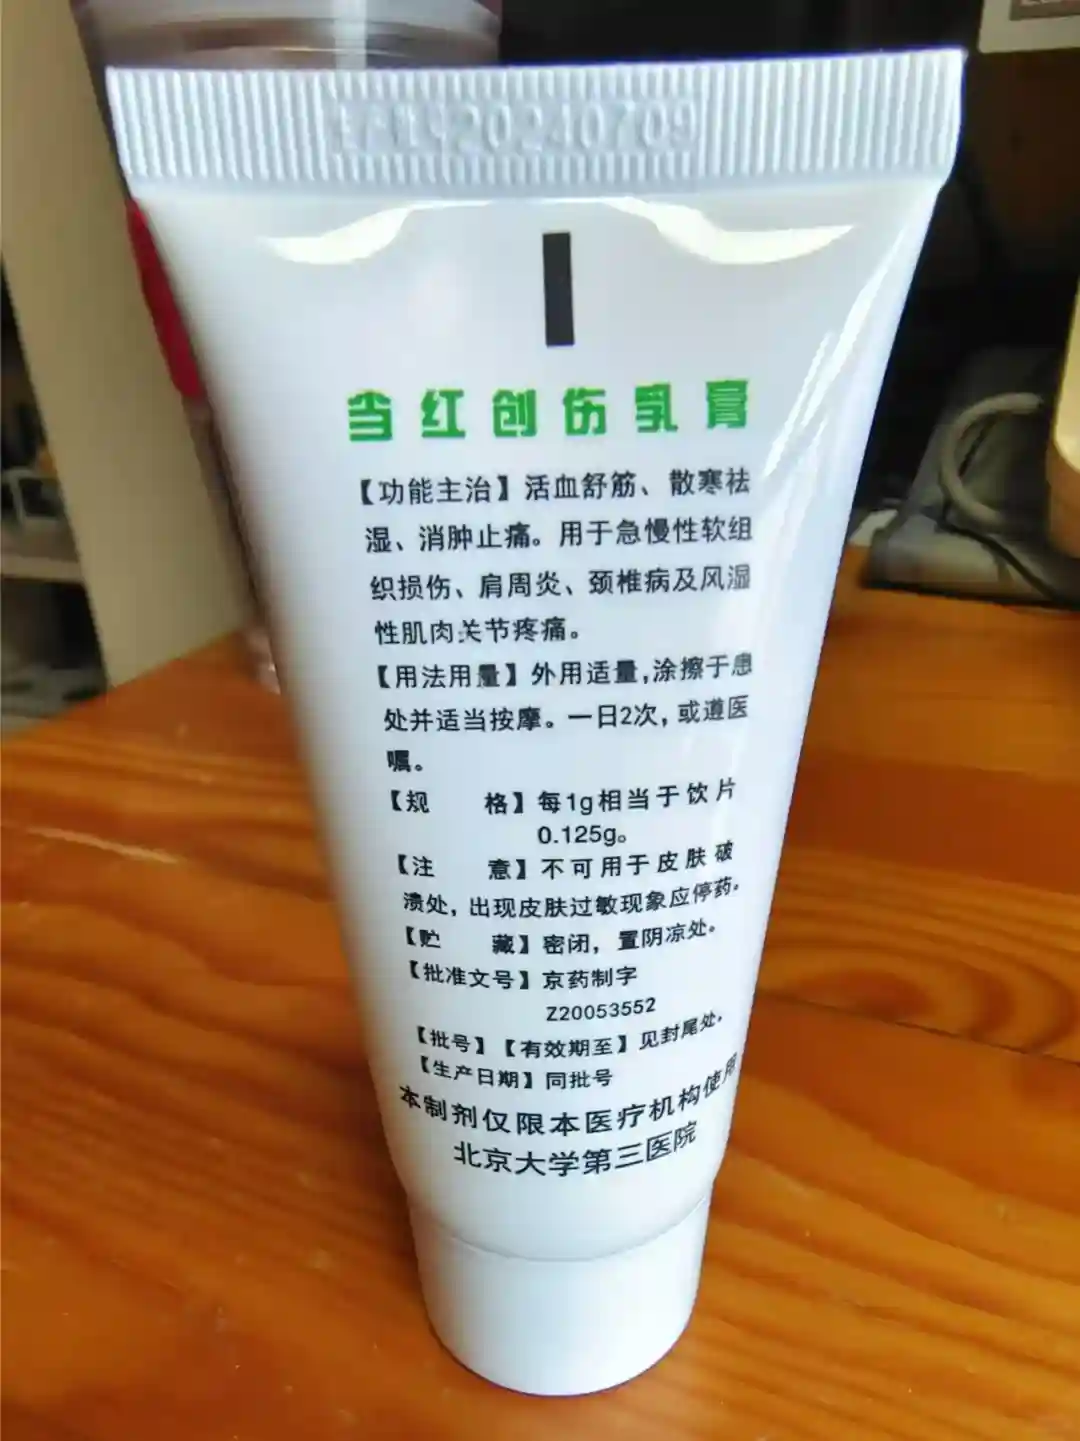 20240709
当红创伤乳膏
【功能主治】活血舒筋、散寒祛
湿、消肿止痛。用于急慢性软组
织损伤、肩周炎、颈椎病及风湿
性肌肉关节疼痛。
【用法用量】外用适量,涂擦于患
处并适当按摩。一日2次,或遵医
嘱。
【规 格】每1g相当于饮片
0.125g。
【注 意】不可用于皮肤破
溃处,出现皮肤过敏现象应停药。
【贮 藏】密闭,置阴凉处。
【批准文号】京药制字
Z20053552
【批号】【有效期至】见封尾处。
【生产日期】同批号
本制剂仅限本医疗机构使用
北京大学第三医院